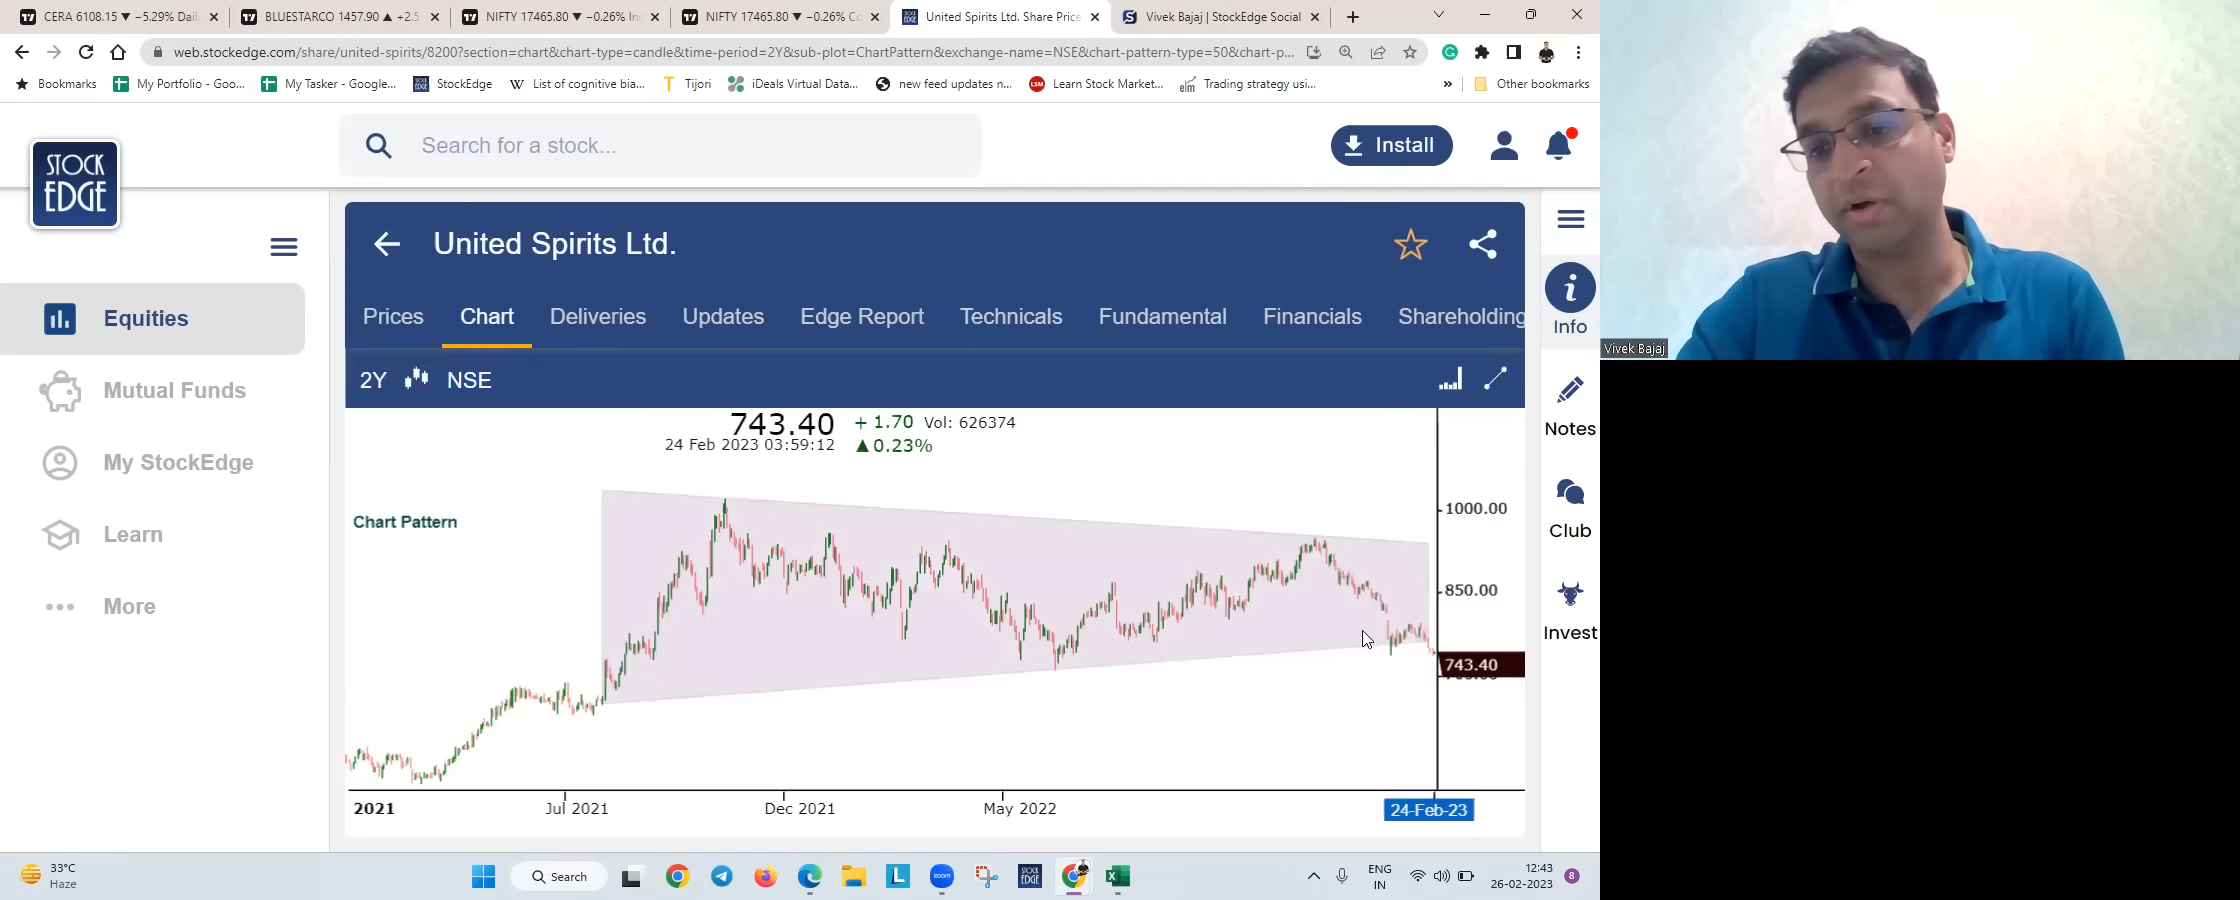 CERA 6108.15 ▼ −5.29% Dail
BLUESTARCO 1457.90 ▲ +2.5
NIFTY 17465.80 ▼ −0.26% In
NIFTY 17465.80 ▼ −0.26% Co
United Spirits Ltd. Share Price
Vivek Bajaj | StockEdge Social
web.stockedge.com/share/united-spirits/8200?section=chart&chart-type=candle&time-period=2Y&sub-plot=ChartPattern&exchange-name=NSE&chart-pattern-type=50&chart-p...
Bookmarks
My Portfolio - Goo...
My Tasker - Google...
StockEdge
List of cognitive bia...
Tijori
iDeals Virtual Data...
new feed updates n...
LSM
Learn Stock Market...
elm
Trading strategy usi...
»
Other bookmarks
STOCK
EDGE
Search for a stock...
Install
United Spirits Ltd.
Equities
Mutual Funds
My StockEdge
Learn
More
Prices
Chart
Deliveries
Updates
Edge Report
Technicals
Fundamental
Financials
Shareholding
2Y
NSE
743.40
+ 1.70 Vol: 626374
24 Feb 2023 03:59:12
▲0.23%
Chart Pattern
1000.00
850.00
743.40
2021
Jul 2021
Dec 2021
May 2022
24-Feb-23
Info
Notes
Club
Invest
Vivek Bajaj
33°C
Haze
Search
L
zoom
STOCK
EDGE
ENG
IN
12:43
26-02-2023
8